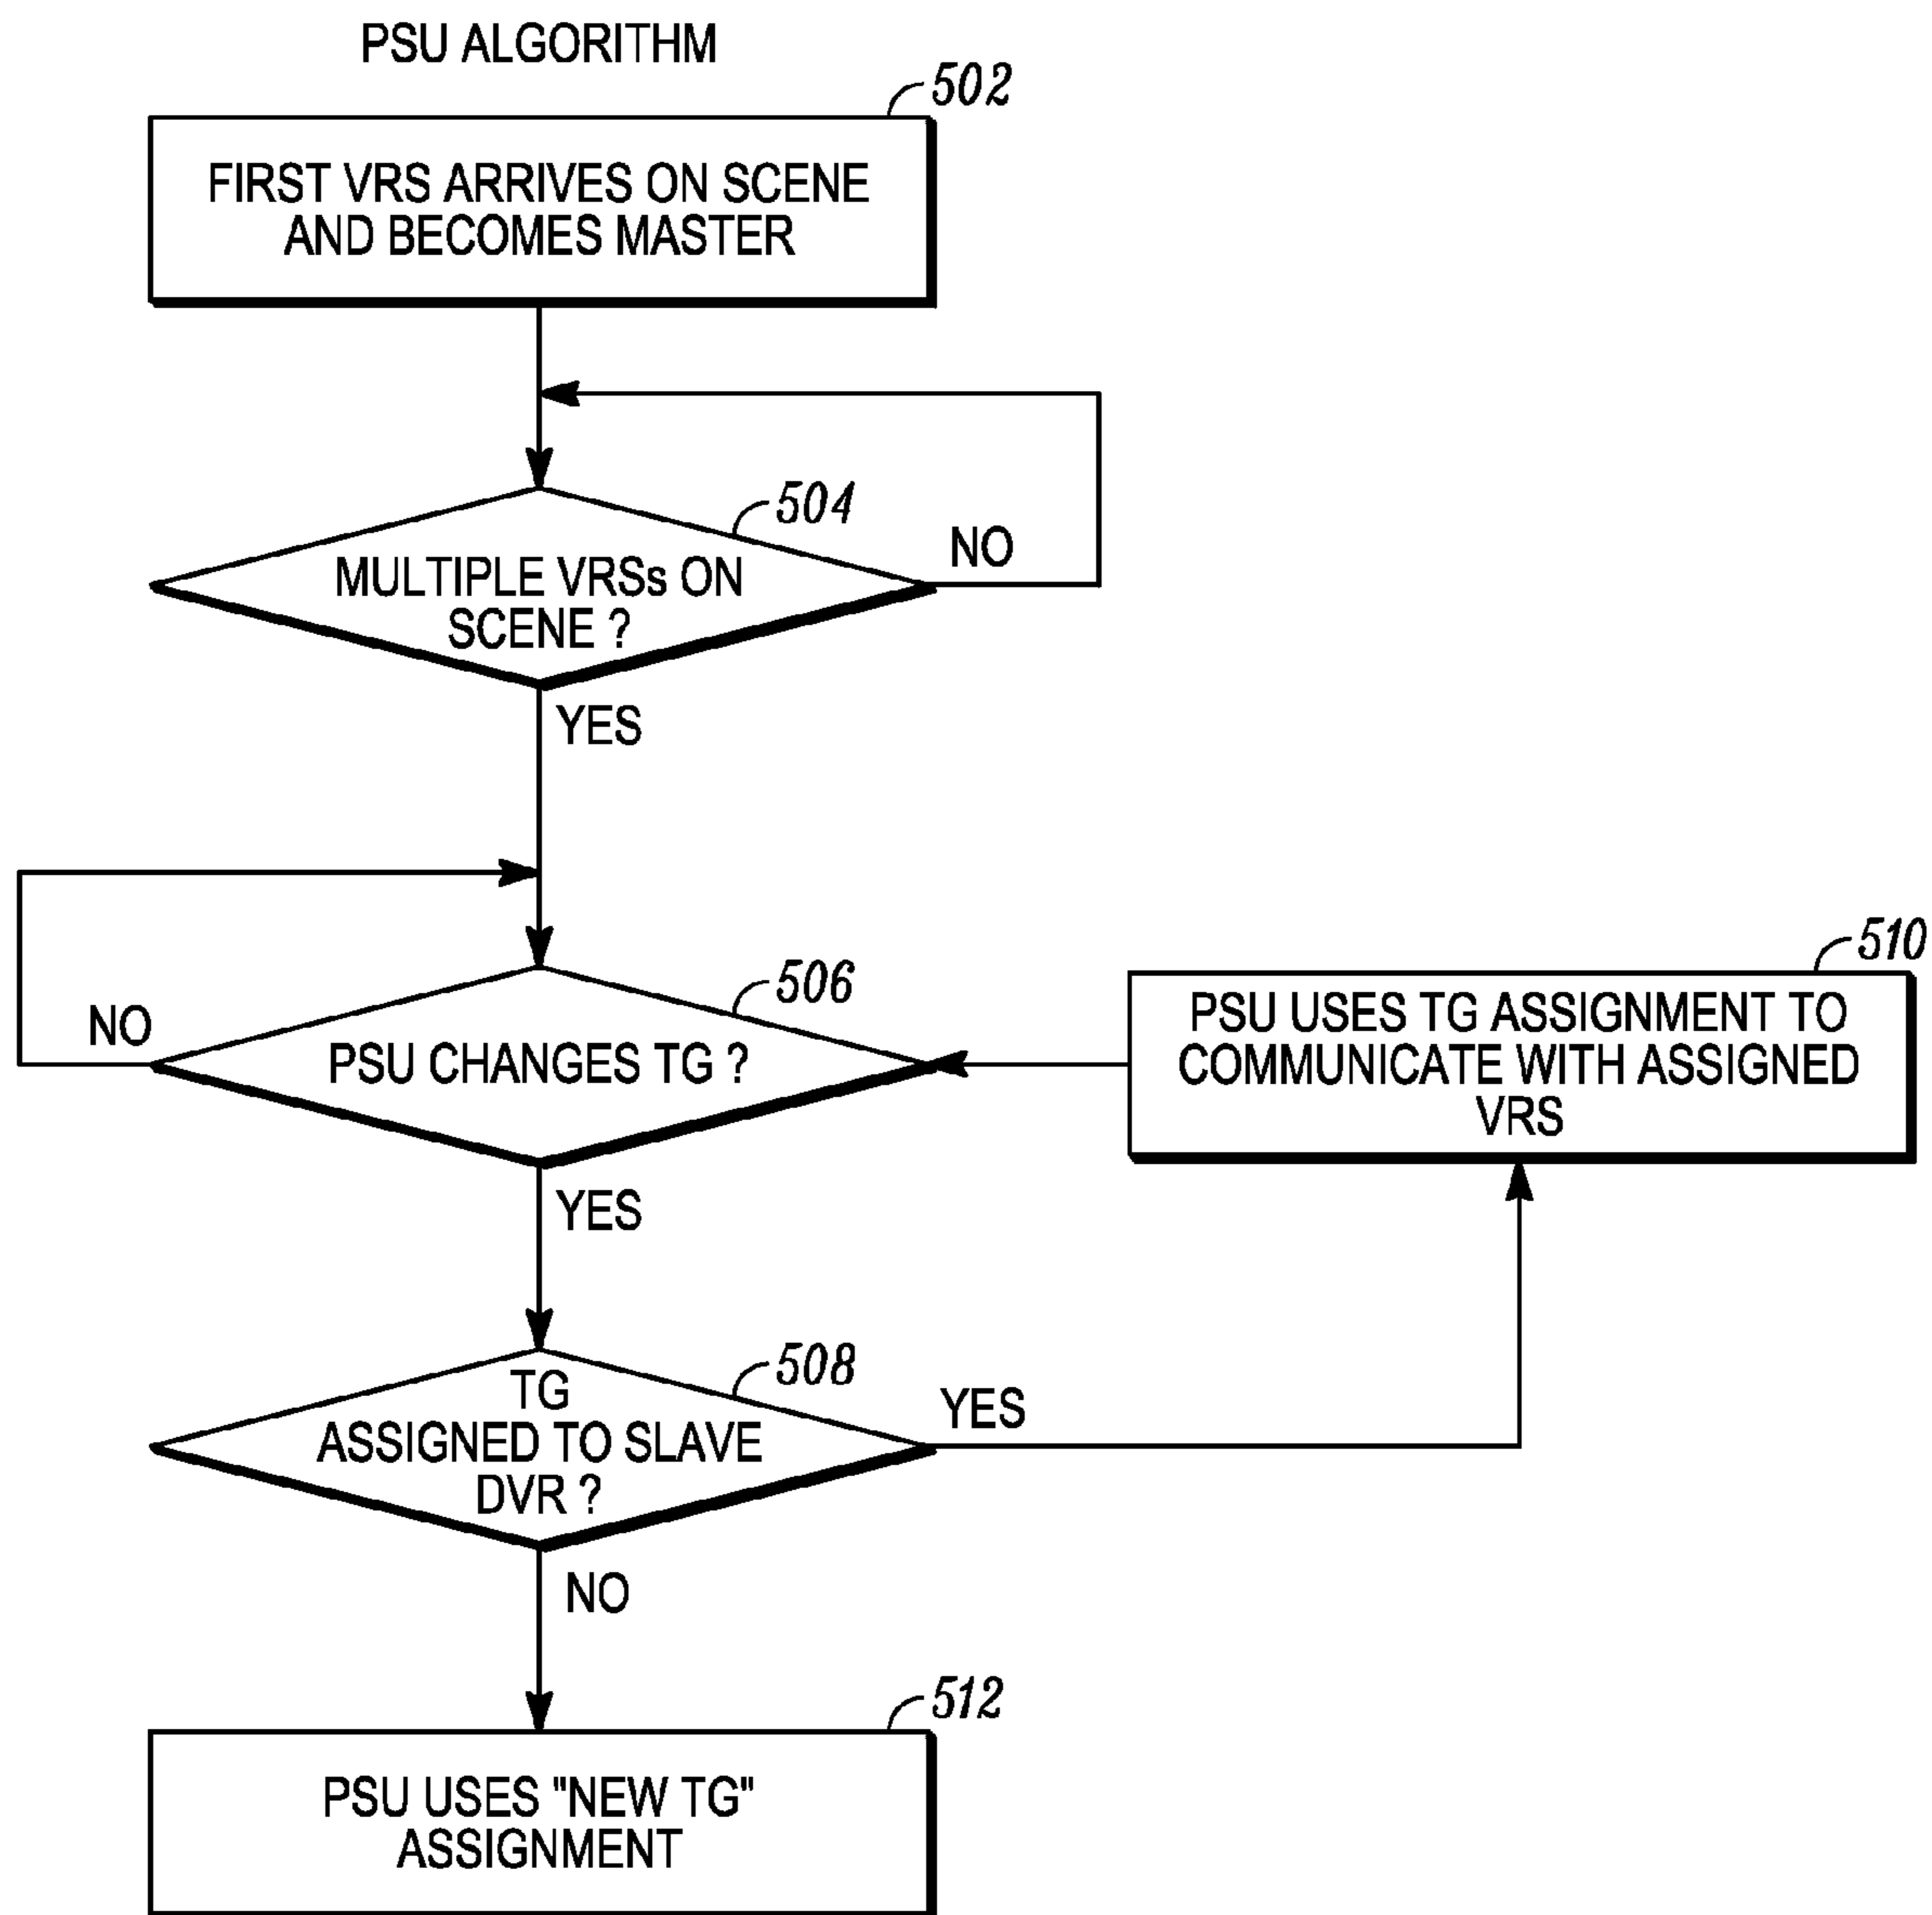 PSU ALGORITHM
502
FIRST VRS ARRIVES ON SCENE
AND BECOMES MASTER
504
MULTIPLE VRSs ON
SCENE ?
NO
YES
506
PSU CHANGES TG ?
NO
YES
510
PSU USES TG ASSIGNMENT TO
COMMUNICATE WITH ASSIGNED
VRS
508
TG
ASSIGNED TO SLAVE
DVR ?
YES
NO
512
PSU USES "NEW TG"
ASSIGNMENT